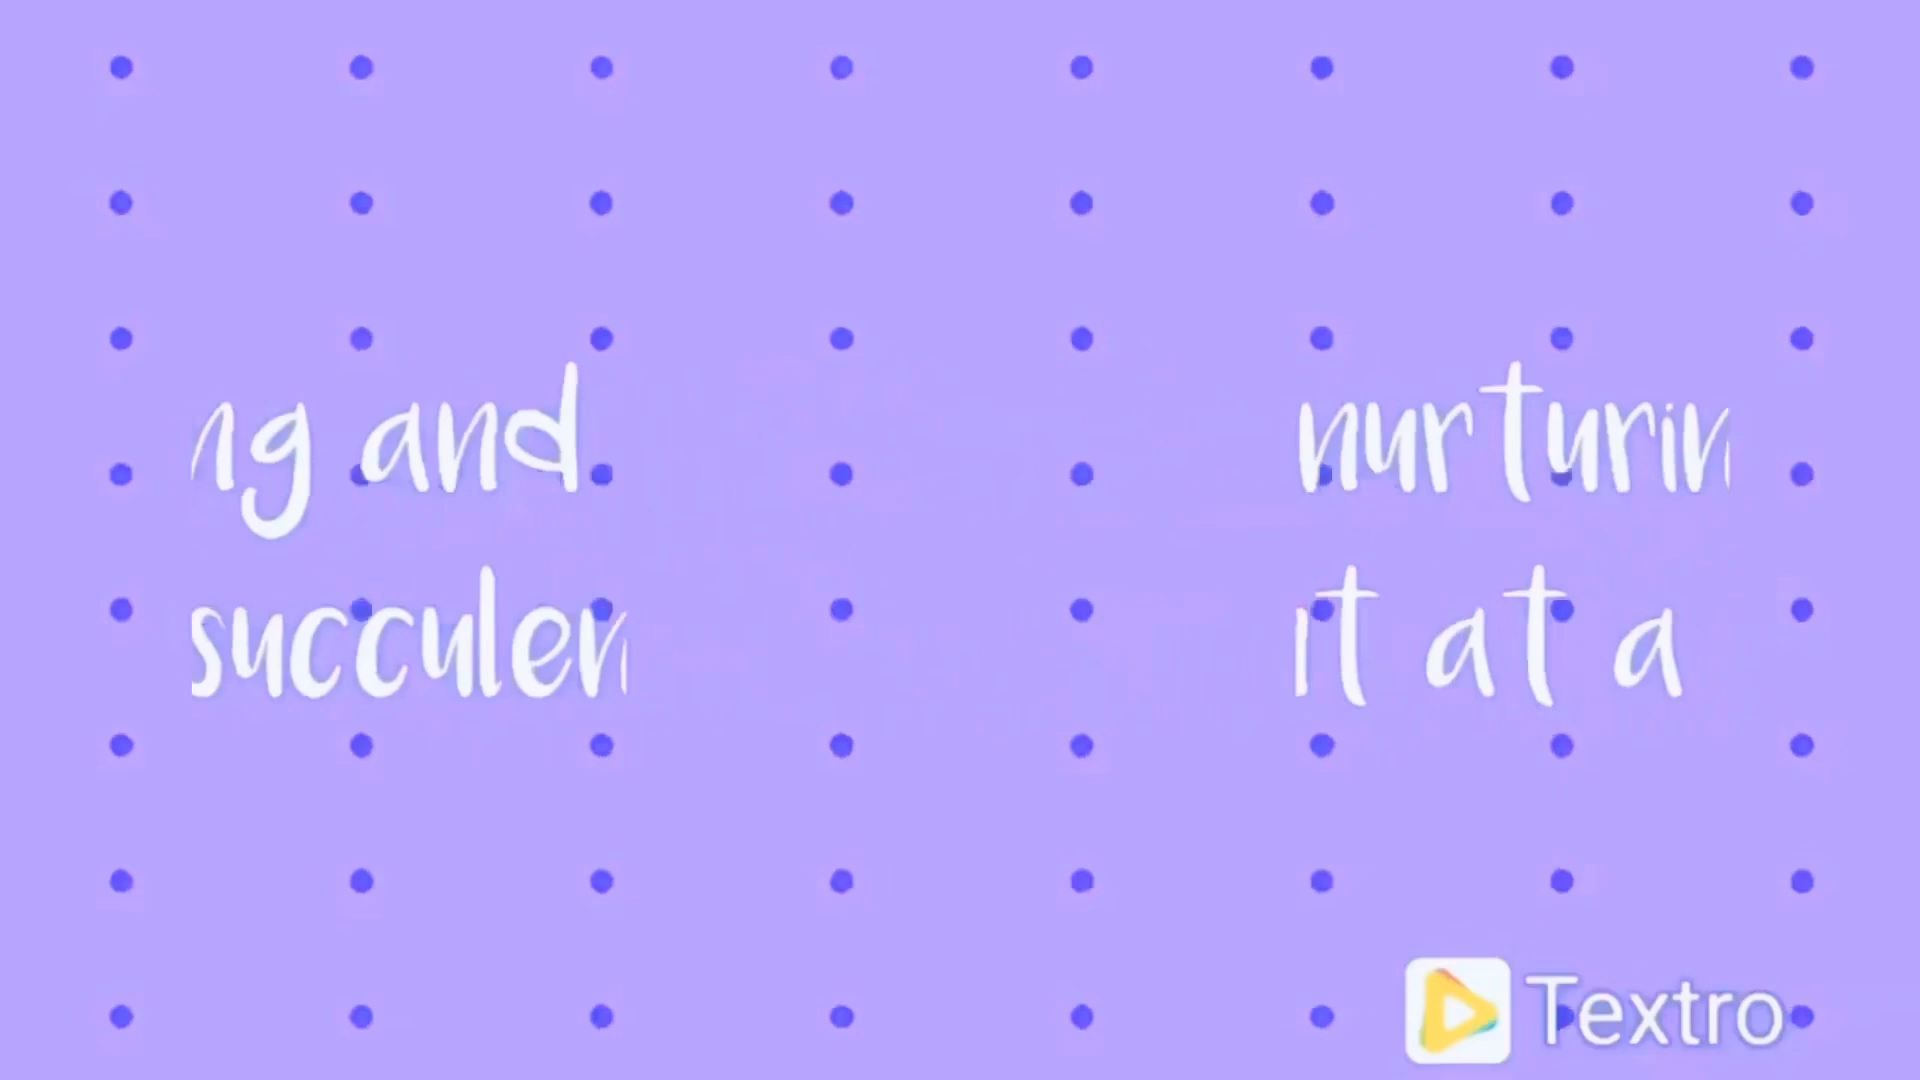 ng and nurturin
succulen it at a
Textro